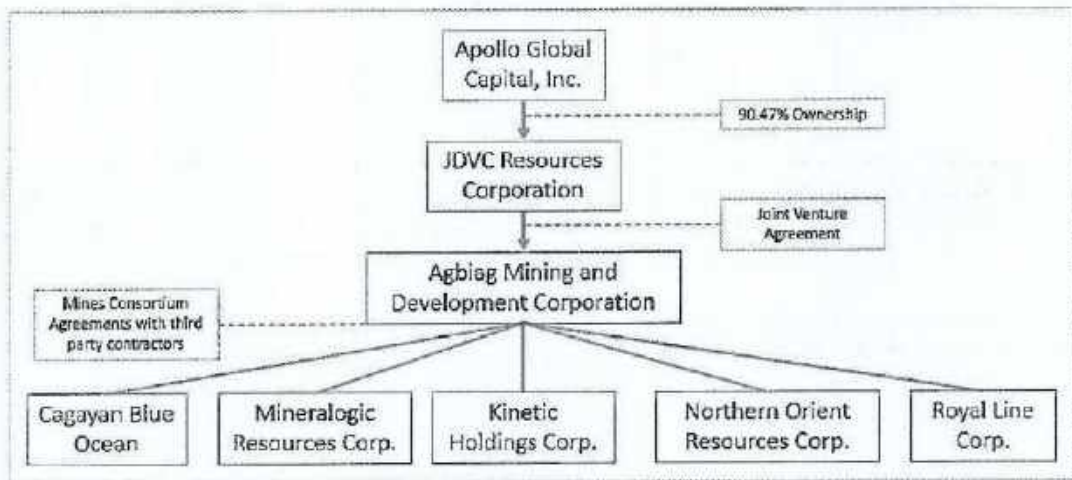 Apollo Global
Capital, Inc.
90.47% Ownership
JDVC Resources
Corporation
Joint Venture
Agreement
Agbiag Mining and
Development Corporation
Mines Consortium
Agreements with third
party contractors
Cagayan Blue
Ocean
Mineralogic
Resources Corp.
Kinetic
Holdings Corp.
Northern Orient
Resources Corp.
Royal Line
Corp.